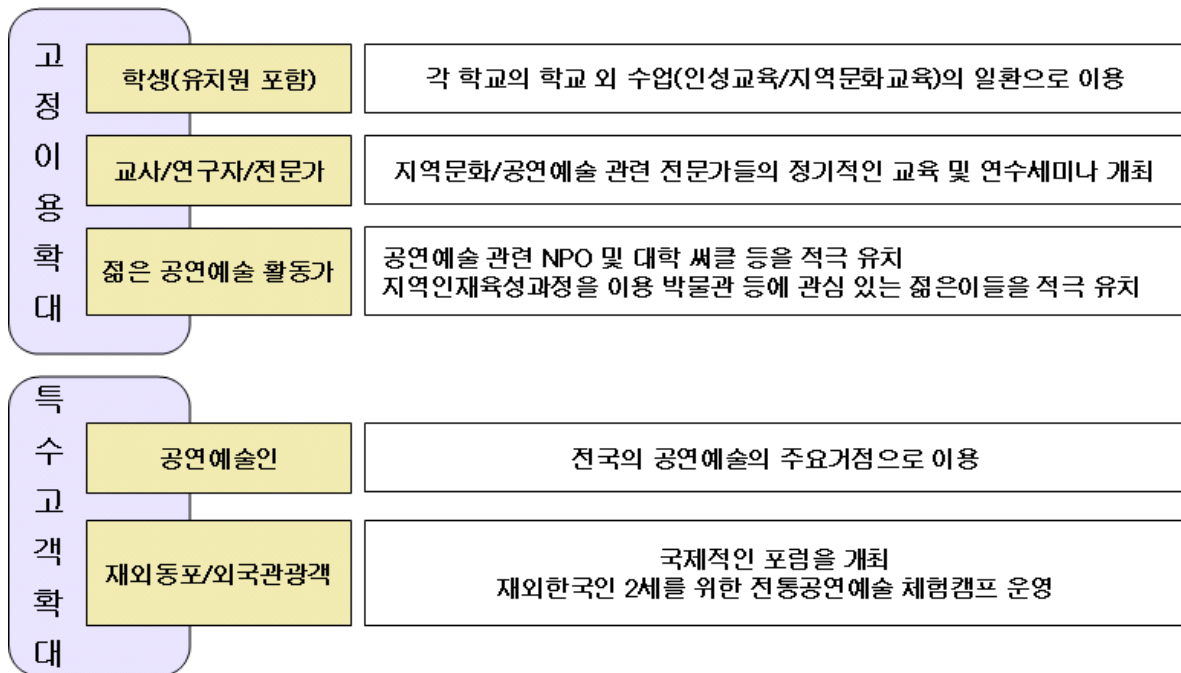 고정이용확대
학생(유치원 포함)
각 학교의 학교 외 수업(인성교육/지역문화교육)의 일환으로 이용
교사/연구자/전문가
지역문화/공연예술 관련 전문가들의 정기적인 교육 및 연수세미나 개최
젊은 공연예술 활동가
공연예술 관련 NPO 및 대학 써클 등을 적극 유치
지역인재육성과정을 이용 박물관 등에 관심 있는 젊은이들을 적극 유치
특수고객확대
공연예술인
전국의 공연예술의 주요거점으로 이용
재외동포/외국관광객
국제적인 포럼을 개최
재외한국인 2세를 위한 전통공연예술 체험캠프 운영